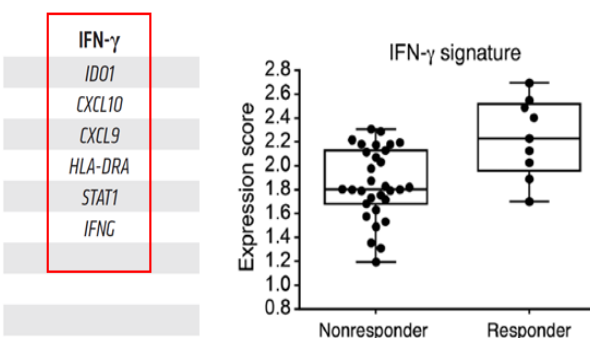 IFN-γ
IDO1
CXCL10
CXCL9
HLA-DRA
STAT1
IFNG
IFN-γ signature
Expression score
2.8
2.6
2.4
2.2
2.0
1.8
1.6
1.4
1.2
1.0
0.8
Nonresponder
Responder